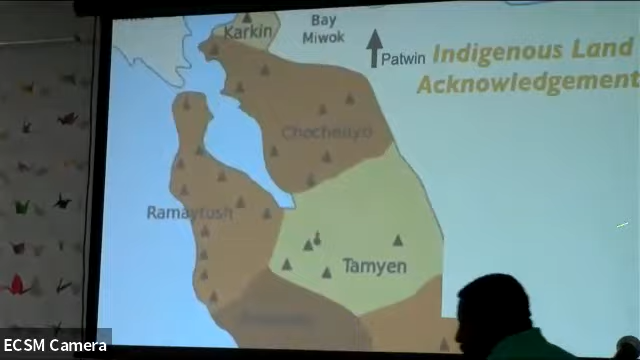 Karkin
Bay
Miwok
Patwin
Indigenous Land
Acknowledgement
Chochenyo
Ramaytush
Tamyen
ECSM Camera